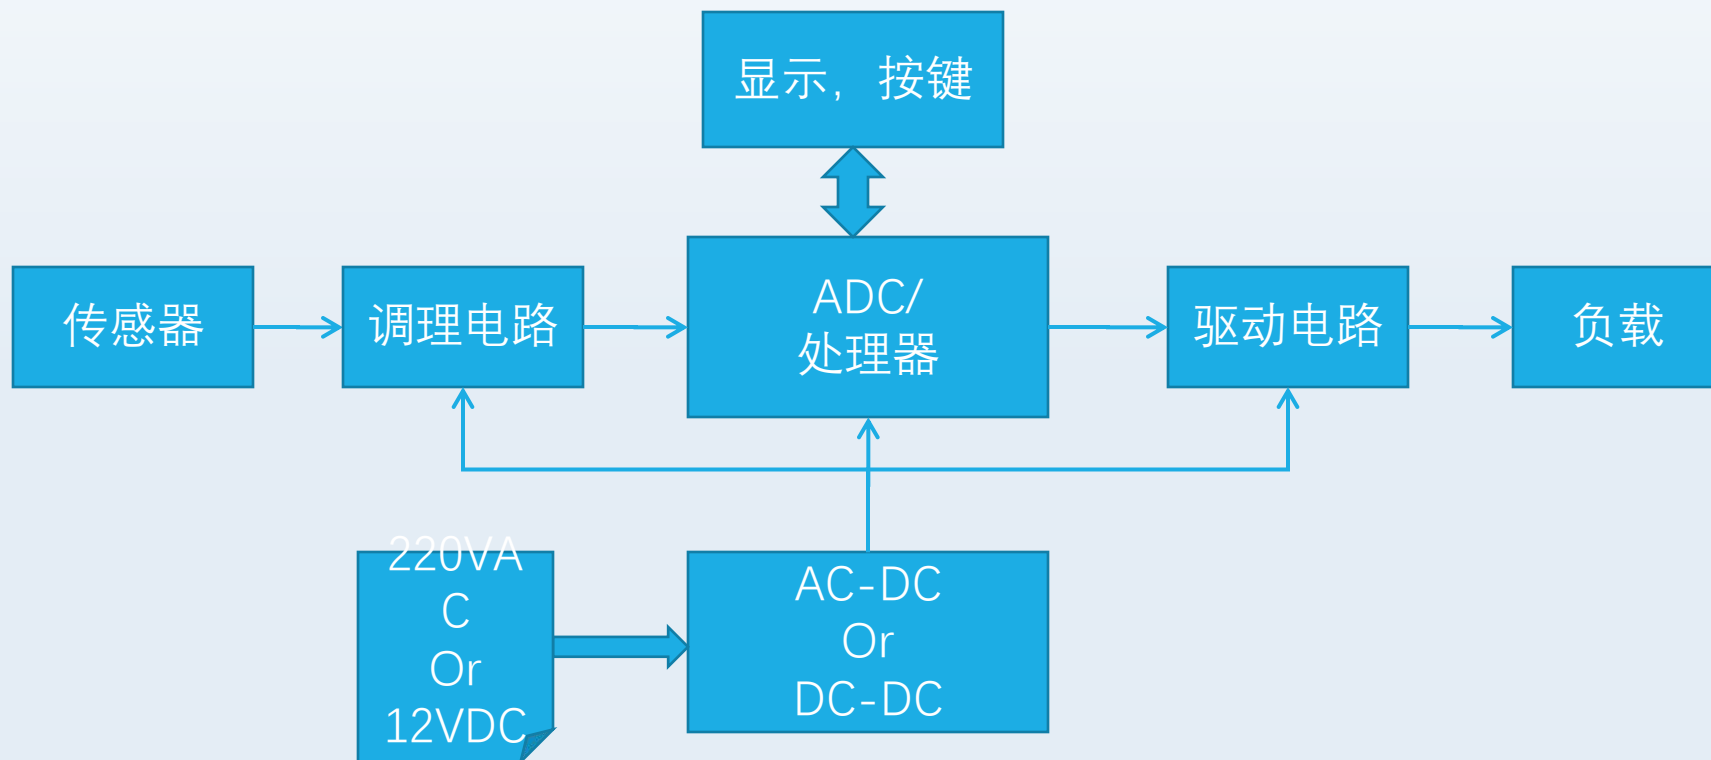 显示，按键
传感器
调理电路
ADC/
处理器
驱动电路
负载
220VA
C
Or
12VDC
AC-DC
Or
DC-DC